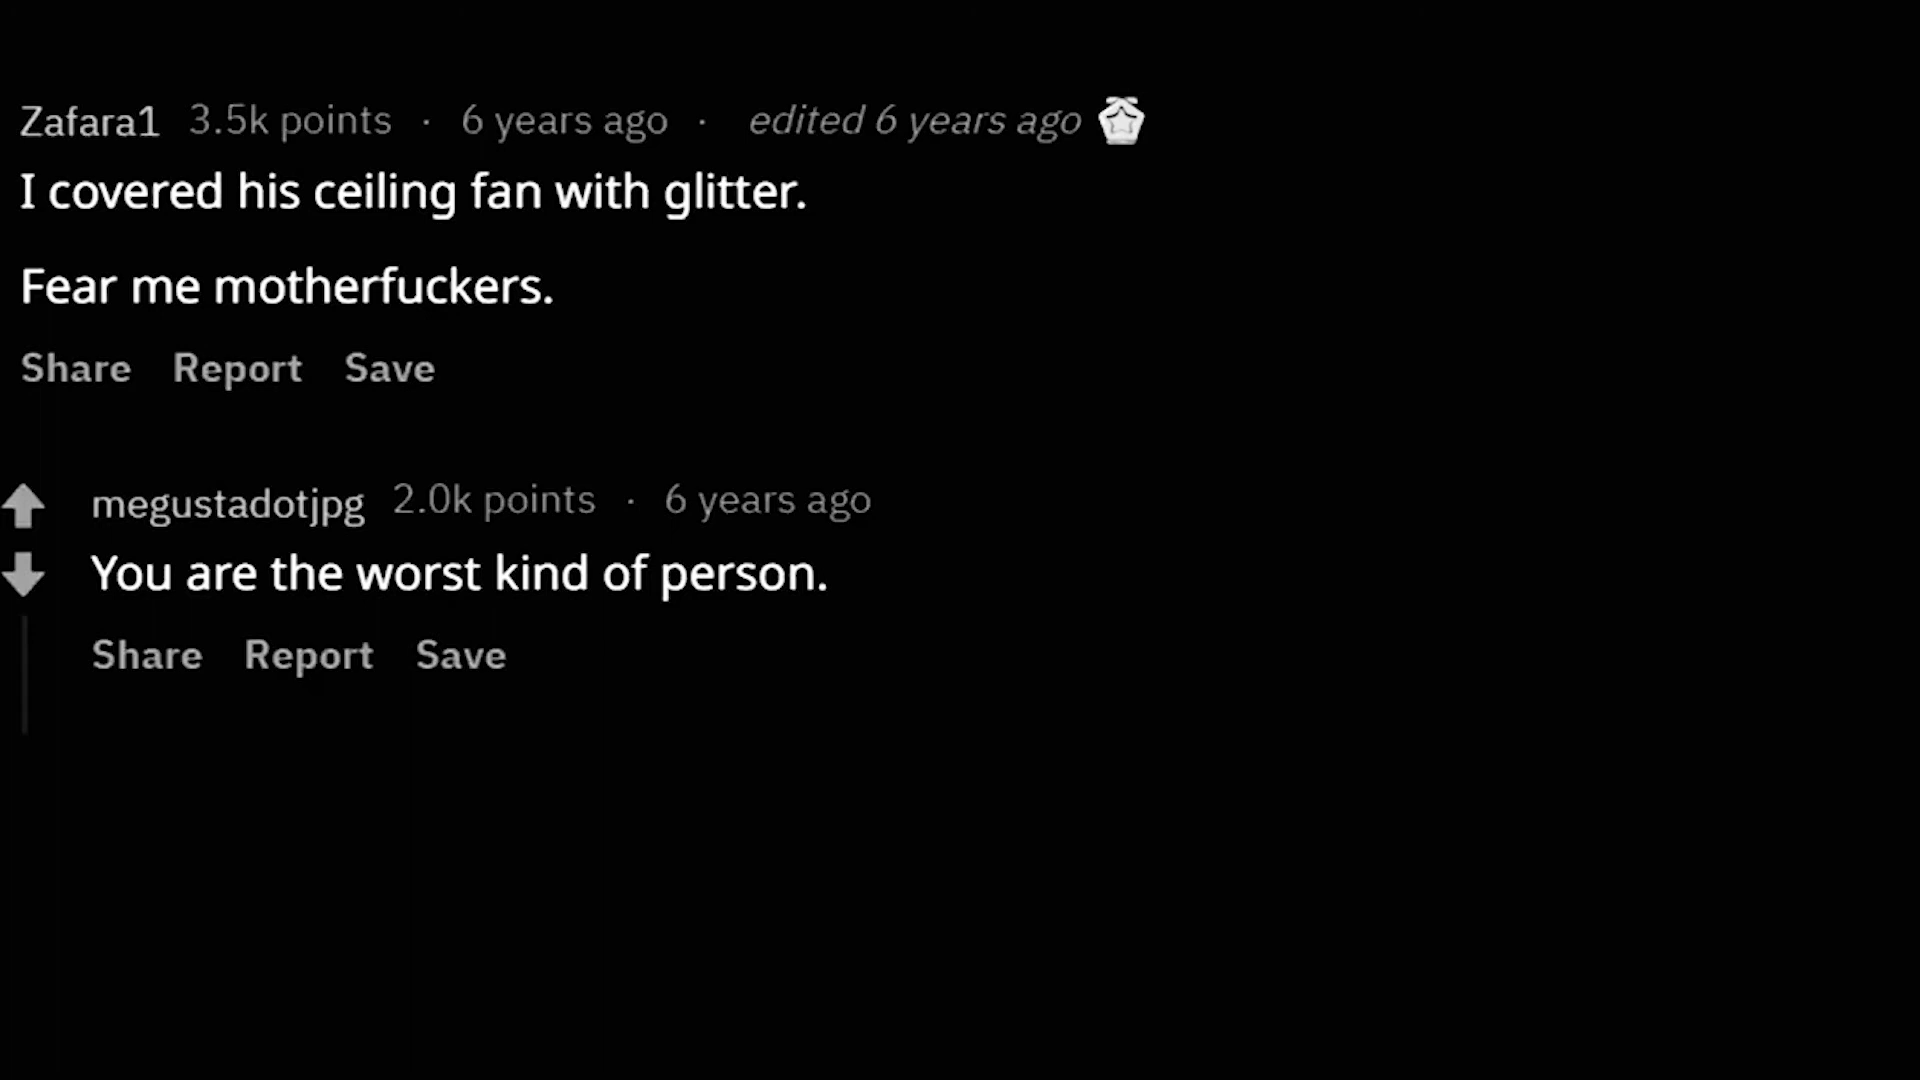 Zafara1 3.5k points · 6 years ago · edited 6 years ago
I covered his ceiling fan with glitter.
Fear me motherfuckers.
Share Report Save
megustadotjpg 2.0k points · 6 years ago
You are the worst kind of person.
Share Report Save